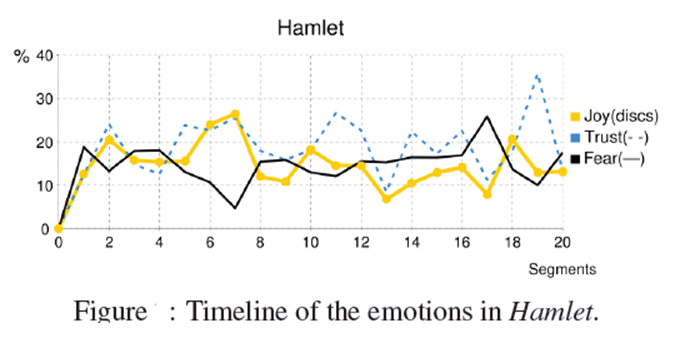 Hamlet
% 40
30
20
10
0
Joy(discs)
Trust(- -)
Fear(—)
0 2 4 6 8 10 12 14 16 18 20
Segments
Figure : Timeline of the emotions in Hamlet.